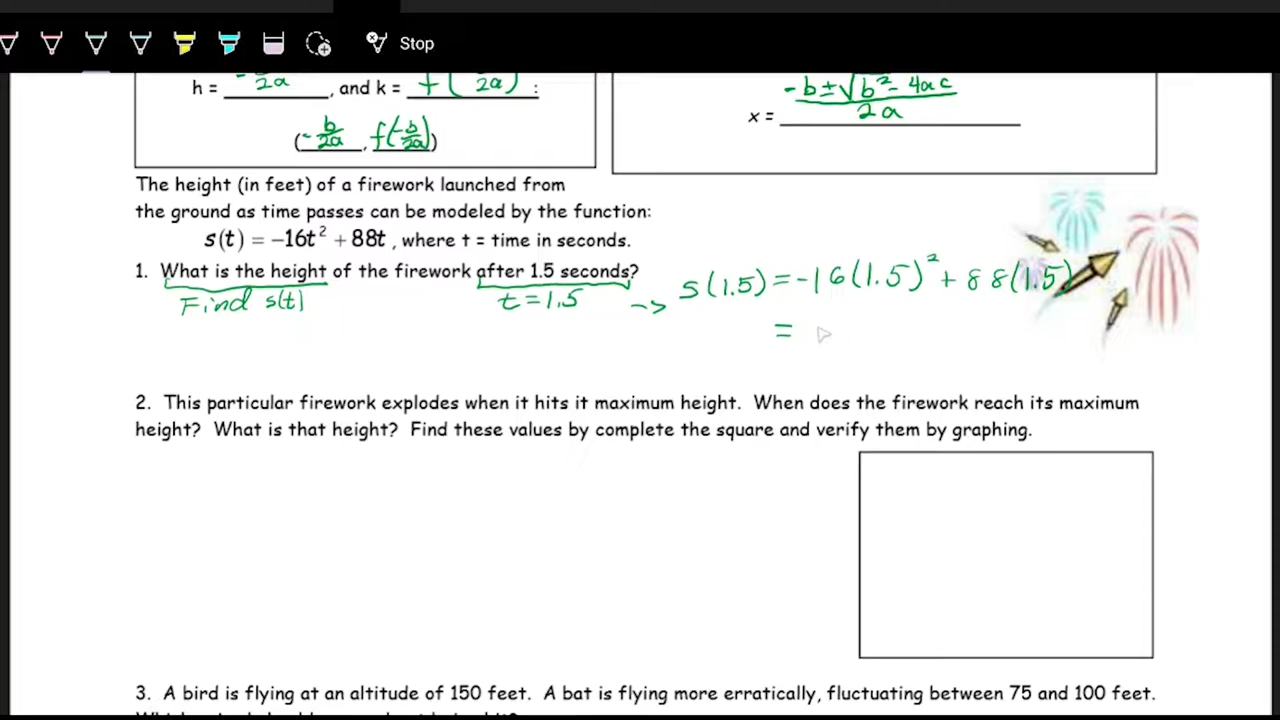 Stop
h = -b/2a, and k = f(-b/2a) :
(-b/2a, f(-b/2a))
x = -b ± √b² - 4ac / 2a
The height (in feet) of a firework launched from
the ground as time passes can be modeled by the function:
s(t) = -16t² + 88t, where t = time in seconds.
1. What is the height of the firework after 1.5 seconds?
Find s(t) t = 1.5 -> s(1.5) = -16(1.5)² + 88(1.5)
=
2. This particular firework explodes when it hits it maximum height. When does the firework reach its maximum
height? What is that height? Find these values by complete the square and verify them by graphing.
3. A bird is flying at an altitude of 150 feet. A bat is flying more erratically, fluctuating between 75 and 100 feet.